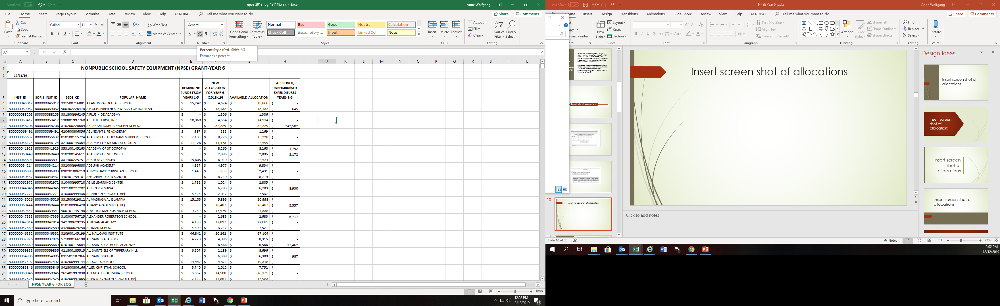 AutoSave Off
npse_2018_log_121119.xlsx - Excel
Anne Wolfgang
File Home Insert Page Layout Formulas Data Review View Help ACROBAT Tell me what you want to do
Share Comments
Paste
Cut
Copy
Format Painter
Clipboard
Calibri 11
B I U
Font
Wrap Text
Merge & Center
Alignment
General
$ % ,
Number
Conditional Formatting
Format as Table
Normal Bad Good Neutral Calculation
Check Cell Explanatory ... Input Linked Cell Note
Styles
Insert Delete Format
Cells
AutoSum
Fill
Clear
Sort & Filter
Find & Select
Editing
J7
fx
Percent Style (Ctrl+Shift+%)
Format as a percent.
A B C D E F G H I J K L M N O P Q R S T U
1 NONPUBLIC SCHOOL SAFETY EQUIPMENT (NPSE) GRANT-YEAR 6
2 12/11/19
3 INST_ID SORIS_INST_ID BEDS_CD POPULAR_NAME REMAINING FUNDS FROM YEARS 1-5 NEW ALLOCATION FOR YEAR 6 (2018-19) AVAILABLE_ALLOCATION APPROVED, UNREIMBURSED EXPENDITURES YEARS 1-5
4 800000045012 800000045012 331500716881 A FANTIS PAROCHIAL SCHOOL $ 15,242 $ 4,624 $ 19,866 $ -
5 800000039032 800000039032 500402226478 A H SCHREIBER HEBREW ACAD OF ROCKLAN $ - $ 13,132 $ 13,132 $ 645
6 800000088203 800000088203 331800996245 A PLUS KIDZ ACADEMY $ - $ 1,306 $ 1,306 $ -
7 800000053412 800000053412 130801997760 ABILITIES FIRST, INC $ 10,360 $ 4,554 $ 14,914 $ -
8 800000048206 800000048206 310200228689 ABRAHAM JOSHUA HESCHEL SCHOOL $ - $ 32,229 $ 32,229 $ 242,502
9 800000069491 800000069491 620600806056 ABUNDANT LIFE ACADEMY $ 987 $ 282 $ 1,269 $ -
10 800000055632 800000055632 010100115724 ACADEMY OF HOLY NAMES-UPPER SCHOOL $ 7,103 $ 8,225 $ 15,328 $ -
11 800000046124 800000046124 321000145364 ACADEMY OF MOUNT ST URSULA $ 11,126 $ 11,473 $ 22,599 $ -
12 800000041923 800000041923 353100145263 ACADEMY OF ST DOROTHY $ - $ 8,260 $ 8,260 $ 4,792
13 800000060449 800000060449 310200145611 ACADEMY OF ST JOSEPH $ - $ 2,895 $ 2,895 $ 2,172
14 800000063891 800000063891 331400225751 ACH TOV V'CHESED $ 15,605 $ 6,919 $ 22,524 $ -
15 800000034214 800000034214 332000996880 ADELPHI ACADEMY $ 4,857 $ 4,977 $ 9,834 $ -
16 800000086803 800000086803 090201806219 ADIRONDACK CHRISTIAN SCHOOL $ 1,443 $ 988 $ 2,431 $ -
17 800000040437 800000040437 440401759101 AEF CHAPEL FIELD SCHOOL $ - $ 8,719 $ 8,719 $ -
18 800000062972 800000062972 310400995720 AGILE LEARNING CENTER $ 1,781 $ 1,024 $ 2,805 $ -
19 800000044046 800000044046 332100227202 AHI EZER YESHIVA $ - $ 6,283 $ 6,283 $ 8,930
20 800000047271 800000047271 310300999436 AICHHORN SCHOOL (THE) $ 5,525 $ 2,012 $ 7,537 $ -
21 800000045026 800000045026 331500629812 AL MADRASA AL ISLAMIYA $ 15,103 $ 5,895 $ 20,998 $ -
22 800000060444 800000060444 010100996428 ALBANY ACADEMIES (THE) $ - $ 28,487 $ 28,487 $ 5,557
23 800000039341 800000039341 500101145198 ALBERTUS MAGNUS HIGH SCHOOL $ 9,759 $ 17,579 $ 27,338 $ -
24 800000047333 800000047333 310300756725 ALEXANDER ROBERTSON SCHOOL $ - $ 2,683 $ 2,683 $ 6,717
25 800000042814 800000042814 342700629235 AL-IHSAN ACADEMY $ 4,188 $ 17,897 $ 22,085 $ -
26 800000042589 800000042589 342800629258 AL-IMAN SCHOOL $ 4,309 $ 3,212 $ 7,521 $ -
27 800000046332 800000046332 320900145199 ALL HALLOWS INSTITUTE $ 46,842 $ 20,262 $ 67,104 $ -
28 800000037976 800000037976 571000166198 ALL SAINTS ACADEMY $ 4,220 $ 4,095 $ 8,315 $ -
29 800000055669 800000055669 010100115684 ALL SAINTS' CATHOLIC ACADEMY $ - $ 6,566 $ 6,566 $ 17,462
30 800000059835 800000059835 421800185515 ALL SAINTS ELE OF TIPPERARY HILL $ 6,507 $ 2,189 $ 8,696 $ -
31 800000054905 800000054905 031501187966 ALL SAINTS SCHOOL $ - $ 6,389 $ 6,389 $ 987
32 800000047492 800000047492 310200999144 ALL SOULS SCHOOL $ 14,447 $ 4,871 $ 19,318 $ -
33 800000083846 800000083846 342800806166 ALLEN CHRISTIAN SCHOOL $ 5,740 $ 2,012 $ 7,752 $ -
34 800000050046 800000050046 261401997038 ALLENDALE COLUMBIA SCHOOL $ 5,667 $ 14,508 $ 20,175 $ -
35 800000047525 800000047525 310200997065 ALLEN-STEVENSON SCHOOL (THE) $ 2,122 $ 14,861 $ 16,983 $ -
NPSE YEAR 6 FOR LOG
100%
Type here to search
12:02 PM
12/12/2019
21
AutoSave Off
NPSE Year 6 .pptx
Anne Wolfgang
Insert Design Transitions Animations Slide Show Review View Help ACROBAT Tell me what you want to do
Share Comments
New Slide
Layout
Reset
Section
Slides
B I U S ab AV Aa
Font
Text Direction
Align Text
Convert to SmartArt
Paragraph
Arrange
Quick Styles
Shape Fill
Shape Outline
Shape Effects
Drawing
Find
Replace
Select
Editing
Dictate
Voice
Completing the Reimbursement Form
10
Insert screen shot of allocations
11
Insert screen shot of allocations
Click to add notes
Design Ideas
Insert screen shot of
allocations
Insert screen
shot of
allocations
Insert screen
shot of
allocations
Insert screen shot of
allocations
Slide 10 of 30
Notes
77%
12:02 PM
12/12/2019